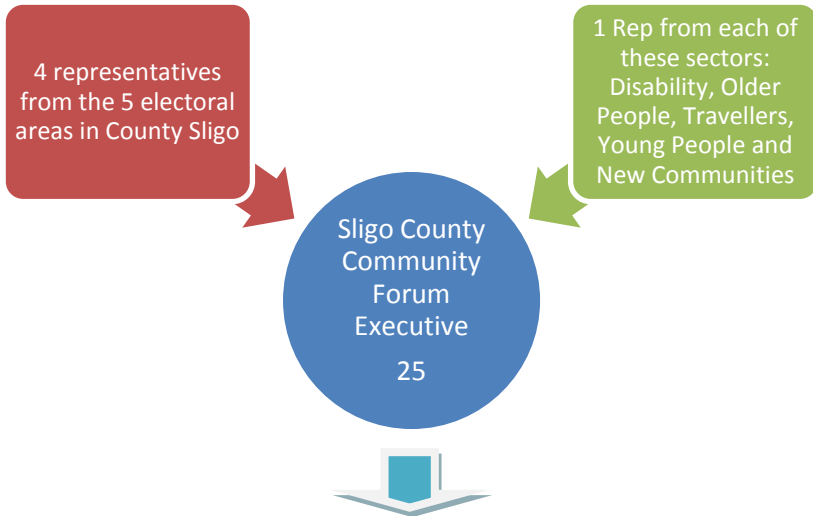 4 representatives
from the 5 electoral
areas in County Sligo
1 Rep from each of
these sectors:
Disability, Older
People, Travellers,
Young People and
New Communities
Sligo County
Community
Forum
Executive
25